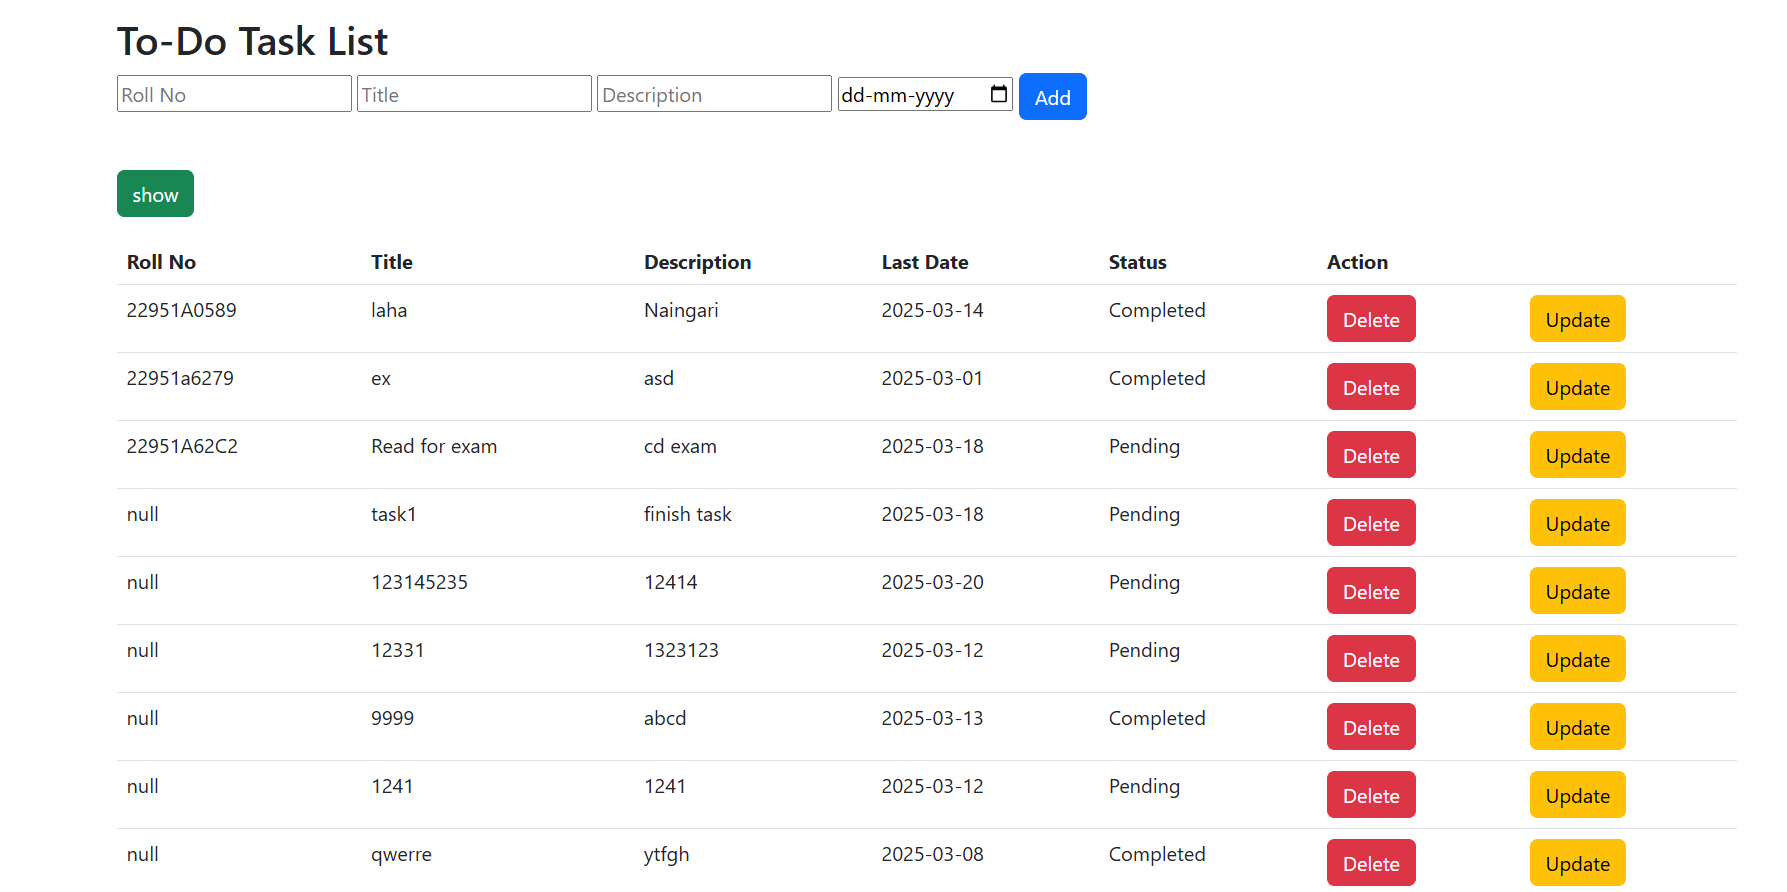 To-Do Task List
Roll No Title Description dd-mm-yyyy Add
show
Roll No Title Description Last Date Status Action
22951A0589 laha Naingari 2025-03-14 Completed Delete Update
22951a6279 ex asd 2025-03-01 Completed Delete Update
22951A62C2 Read for exam cd exam 2025-03-18 Pending Delete Update
null task1 finish task 2025-03-18 Pending Delete Update
null 123145235 12414 2025-03-20 Pending Delete Update
null 12331 1323123 2025-03-12 Pending Delete Update
null 9999 abcd 2025-03-13 Completed Delete Update
null 1241 1241 2025-03-12 Pending Delete Update
null qwerre ytfgh 2025-03-08 Completed Delete Update